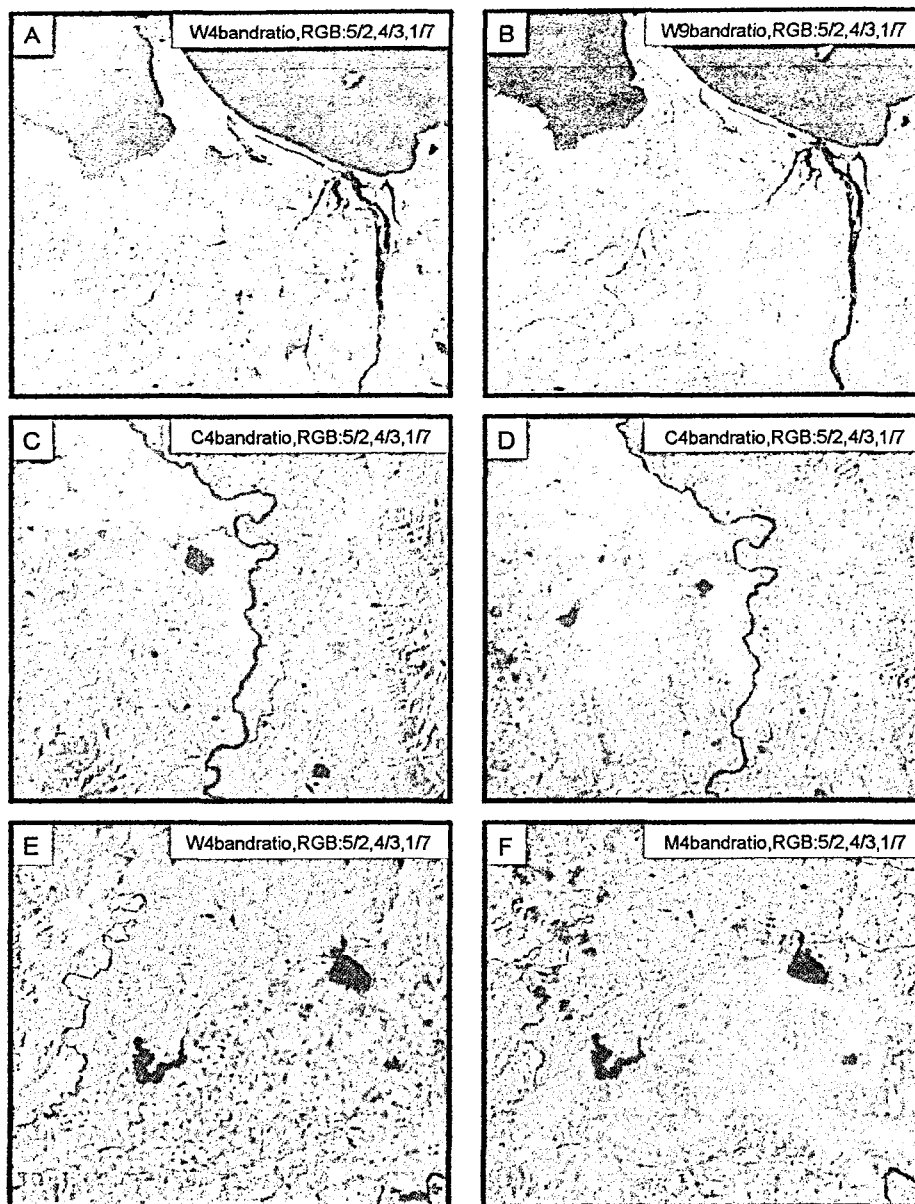 A W4bandratio,RGB:5/2,4/3,1/7
B W9bandratio,RGB:5/2,4/3,1/7
C C4bandratio,RGB:5/2,4/3,1/7
D C4bandratio,RGB:5/2,4/3,1/7
E W4bandratio,RGB:5/2,4/3,1/7
F M4bandratio,RGB:5/2,4/3,1/7